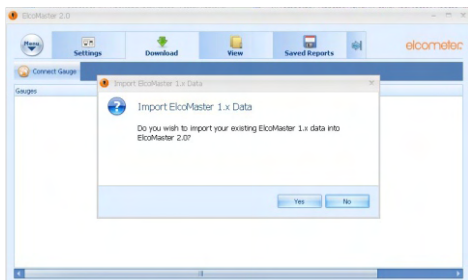 ElcoMaster 2.0
Menu
Settings
Download
View
Saved Reports
elcometer
Connect Gauge
Gauges
Import ElcoMaster 1.x Data
Import ElcoMaster 1.x Data
Do you wish to import your existing ElcoMaster 1.x data into
ElcoMaster 2.0?
Yes
No